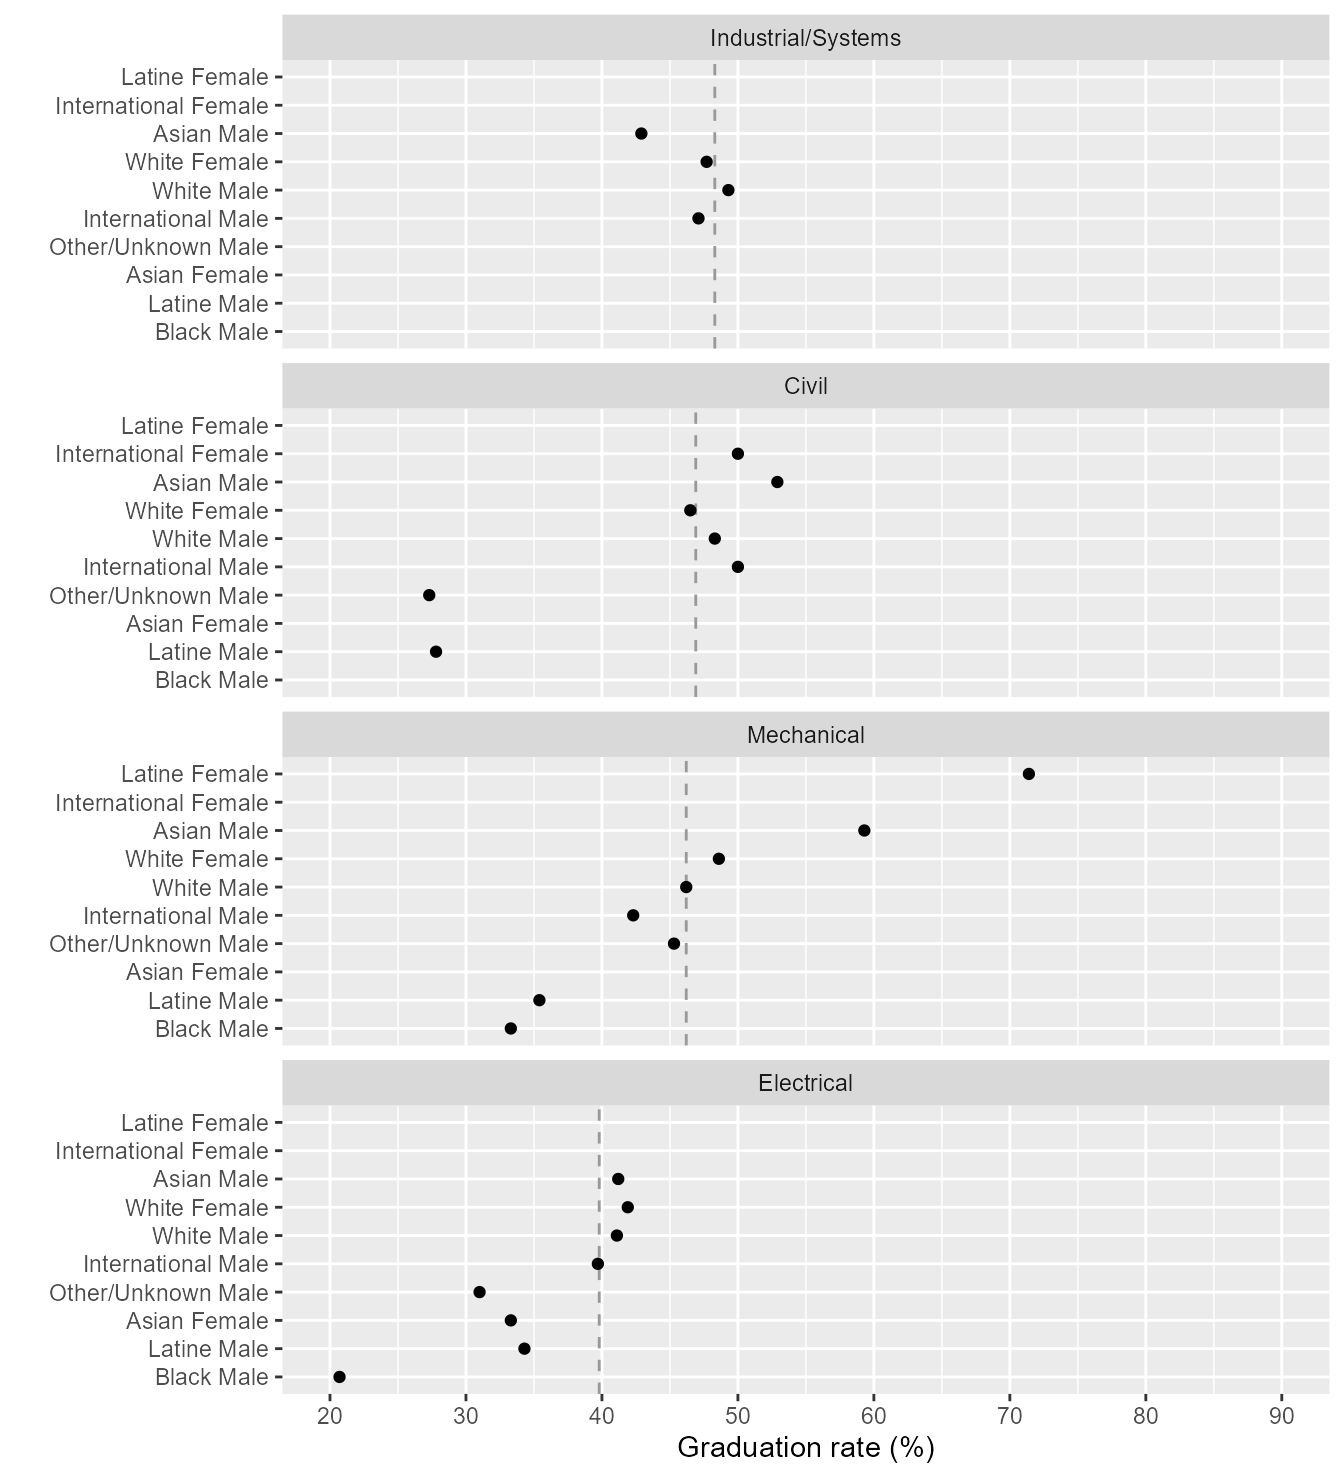 Industrial/Systems
Latine Female
International Female
Asian Male
White Female
White Male
International Male
Other/Unknown Male
Asian Female
Latine Male
Black Male
Civil
Latine Female
International Female
Asian Male
White Female
White Male
International Male
Other/Unknown Male
Asian Female
Latine Male
Black Male
Mechanical
Latine Female
International Female
Asian Male
White Female
White Male
International Male
Other/Unknown Male
Asian Female
Latine Male
Black Male
Electrical
Latine Female
International Female
Asian Male
White Female
White Male
International Male
Other/Unknown Male
Asian Female
Latine Male
Black Male
20 30 40 50 60 70 80 90
Graduation rate (%)